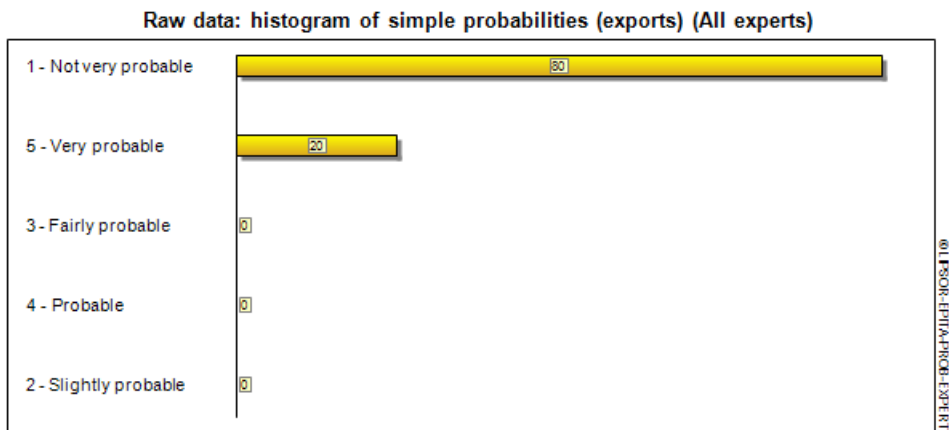 Raw data: histogram of simple probabilities (exports) (All experts)
1 - Not very probable
80
5 - Very probable
20
3 - Fairly probable
0
4 - Probable
0
2 - Slightly probable
0
©LIPSOR-EPITA-PROB-EXPERT